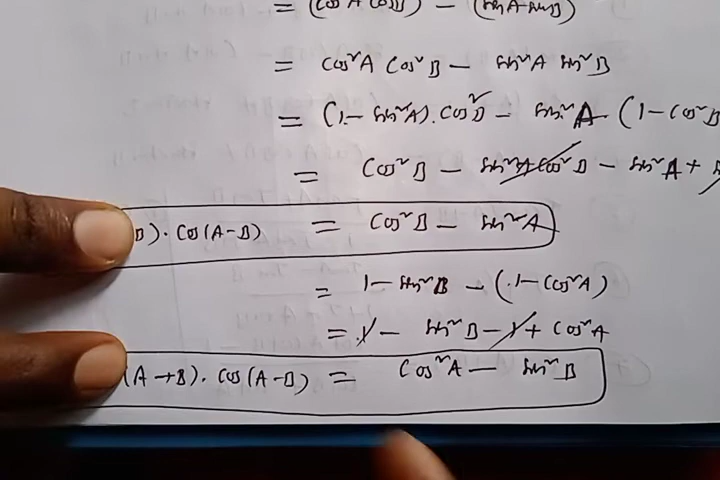 = (Cos A Cos B) - (sin A sin B)
= Cos²A Cos²B - sin²A sin²B
= (1 - sin²A). Cos²B - sin²A (1 - Cos²B
= Cos²B - sin²A Cos²B - sin²A +
B). Cos(A-B) = Cos²B - sin²A
= 1 - sin²B - (1 - Cos²A)
= 1 - sin²B - 1 + Cos²A
(A+B). Cos(A-B) = Cos²A - sin²B